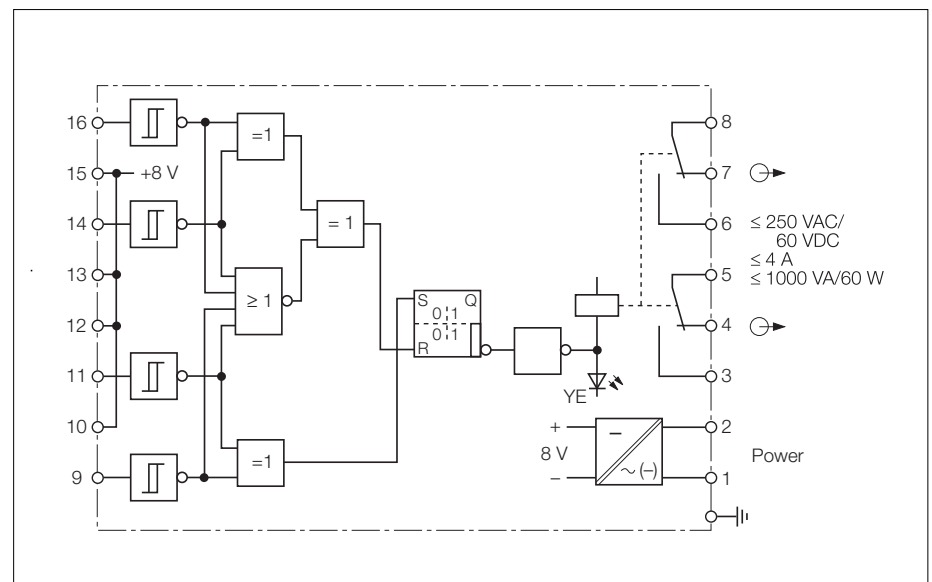 16
15
+8 V
14
13
12
11
10
9
=1
= 1
≥ 1
=1
S Q
0 1
0 1
R
YE
8
7
6
≤ 250 VAC/
60 VDC
≤ 4 A
≤ 1000 VA/60 W
5
4
3
+
8 V
–
–
~ (–)
2
1
Power